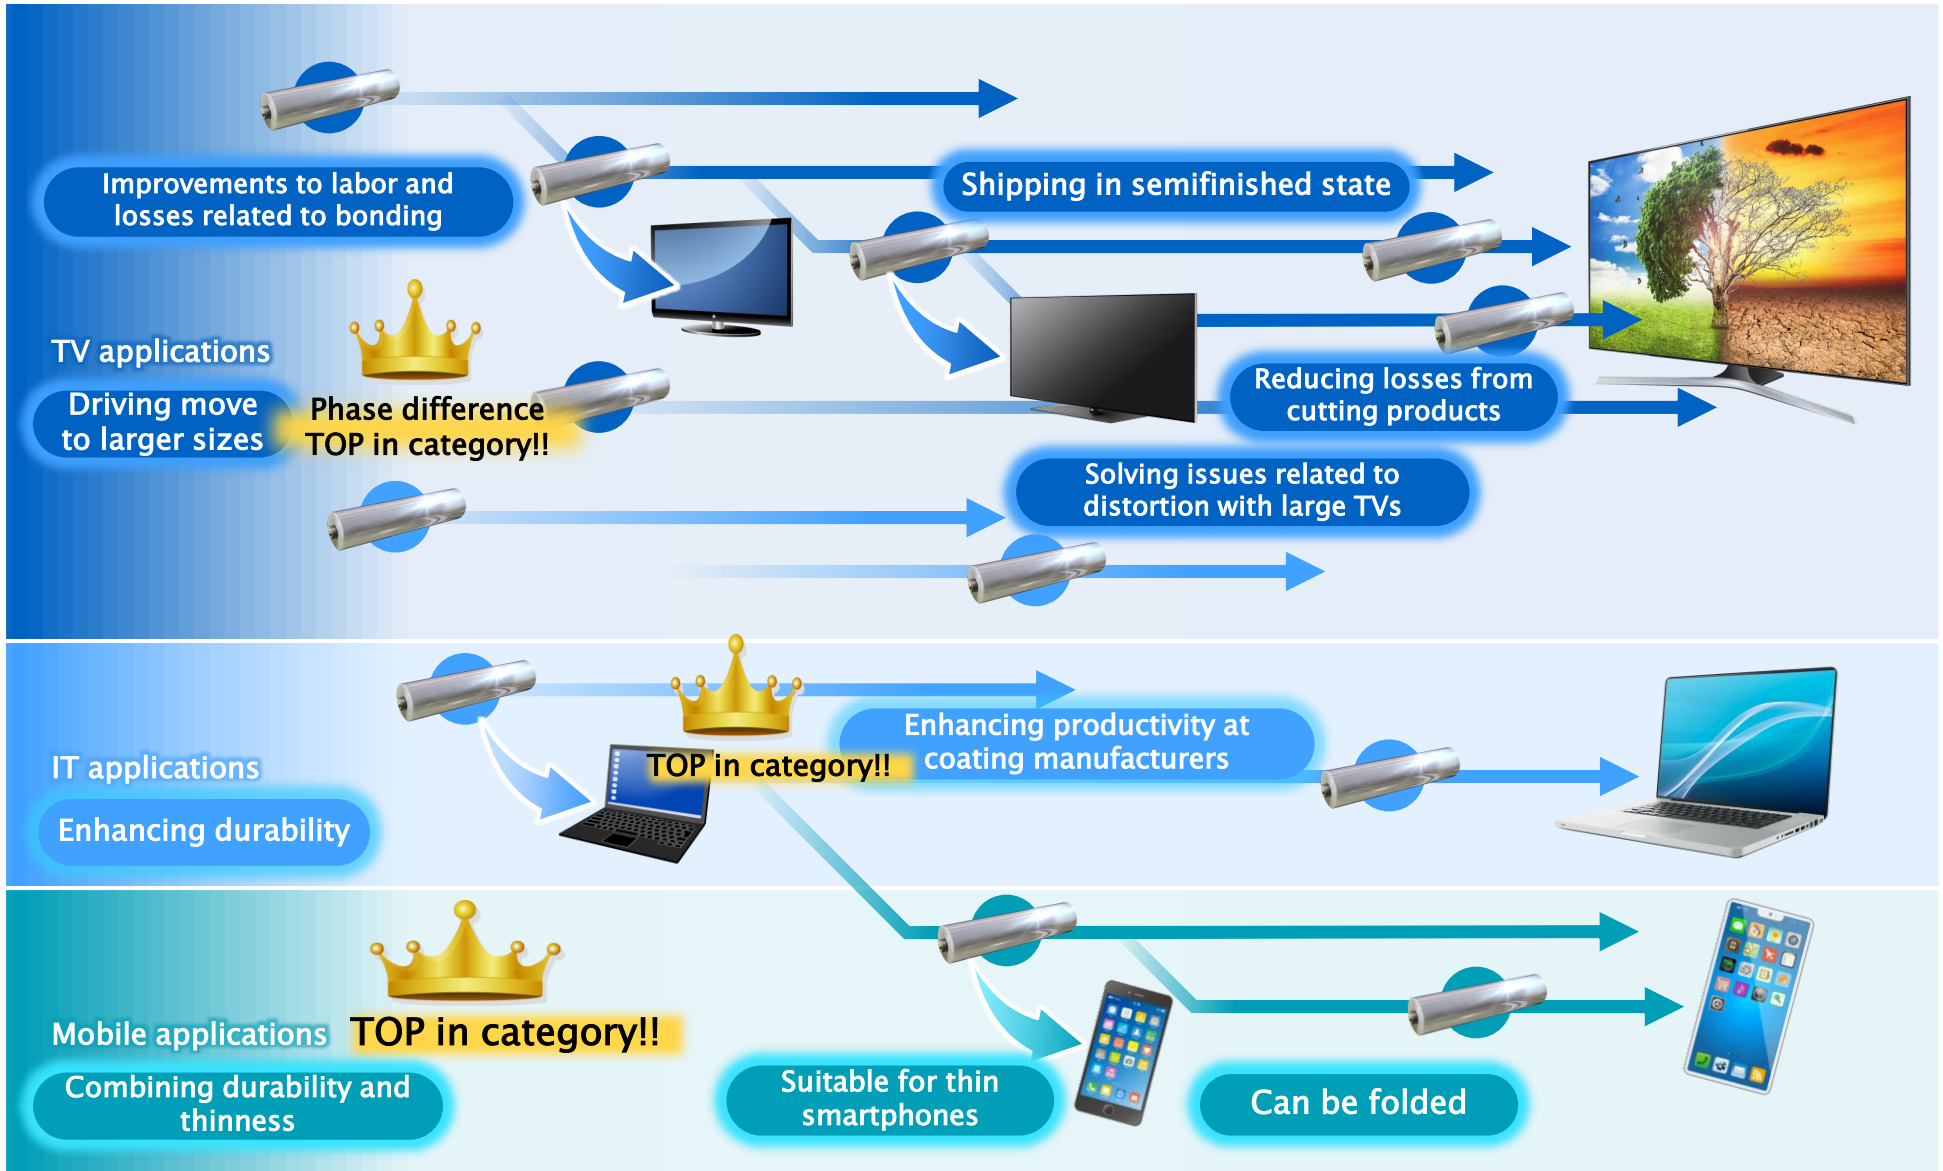 Improvements to labor and
losses related to bonding
Shipping in semifinished state
TV applications
Driving move
to larger sizes
Phase difference
TOP in category!!
Reducing losses from
cutting products
Solving issues related to
distortion with large TVs
IT applications
Enhancing durability
TOP in category!!
Enhancing productivity at
coating manufacturers
Mobile applications
TOP in category!!
Combining durability and
thinness
Suitable for thin
smartphones
Can be folded